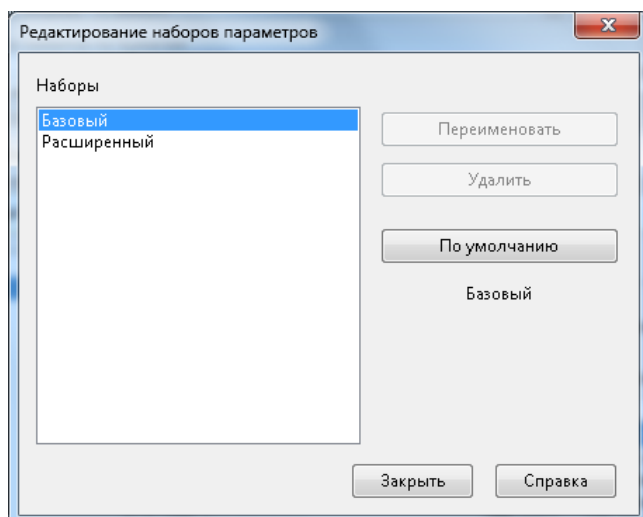 Редактирование наборов параметров
Наборы
Базовый
Расширенный
Переименовать
Удалить
По умолчанию
Базовый
Закрыть
Справка